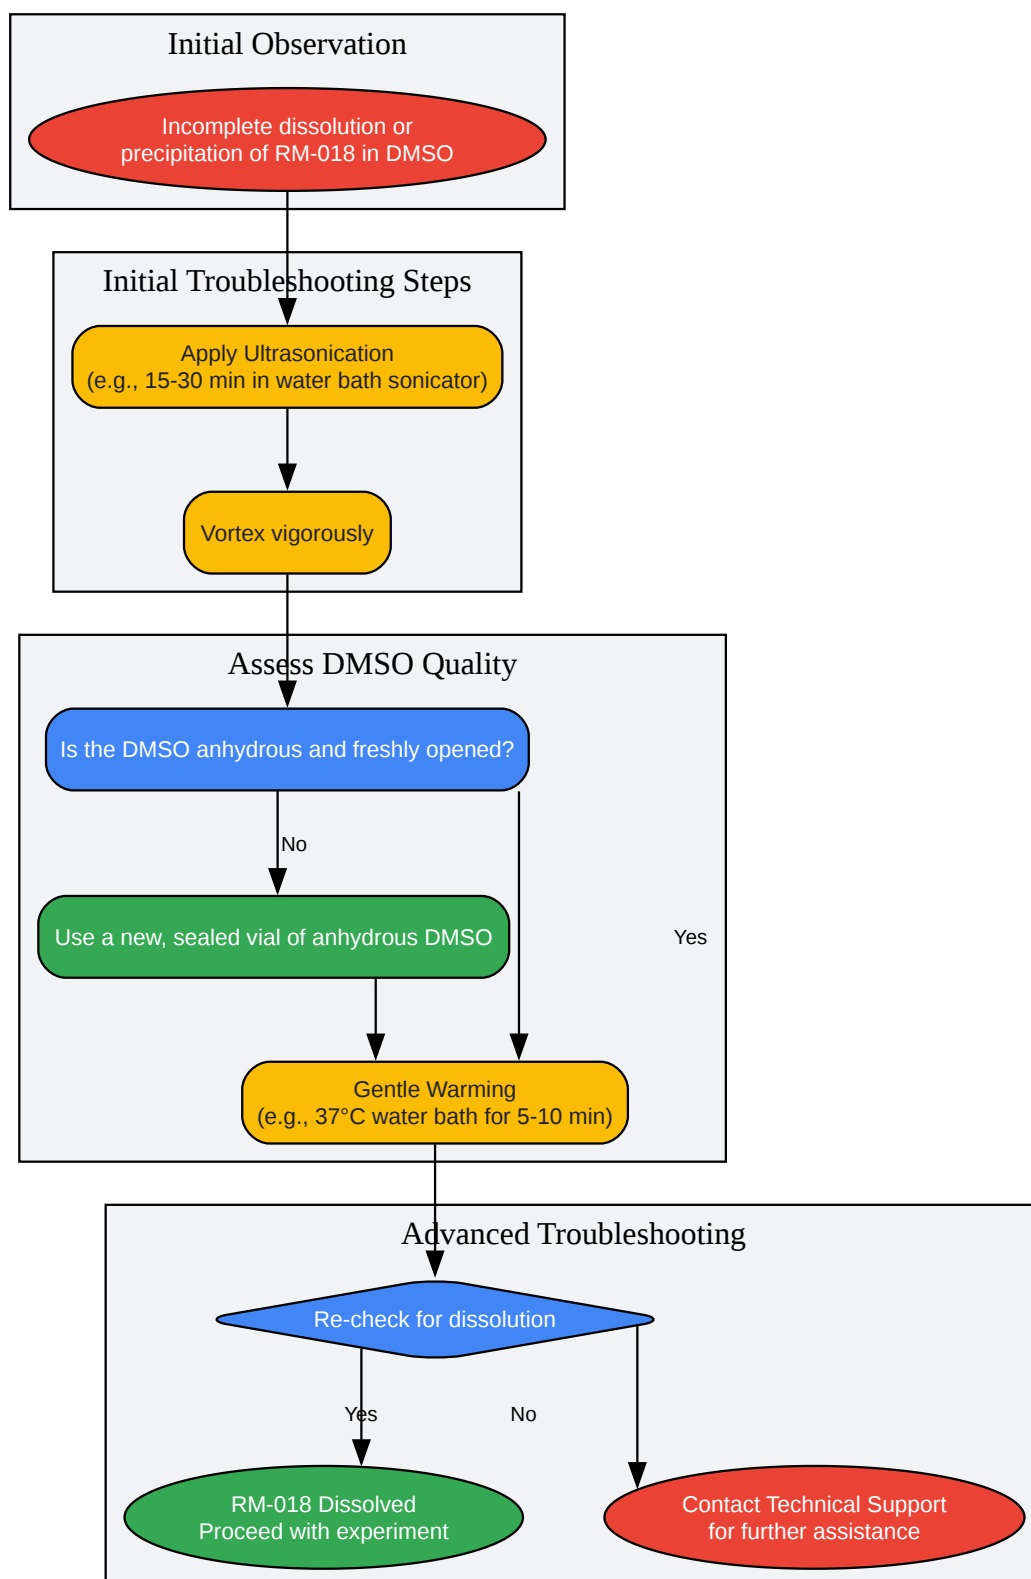 Initial Observation
Incomplete dissolution or
precipitation of RM-018 in DMSO
Initial Troubleshooting Steps
Apply Ultrasonication
(e.g., 15-30 min in water bath sonicator)
Vortex vigorously
Assess DMSO Quality
Is the DMSO anhydrous and freshly opened?
No
Use a new, sealed vial of anhydrous DMSO
Yes
Gentle Warming
(e.g., 37°C water bath for 5-10 min)
Advanced Troubleshooting
Re-check for dissolution
Yes
No
RM-018 Dissolved
Proceed with experiment
Contact Technical Support
for further assistance